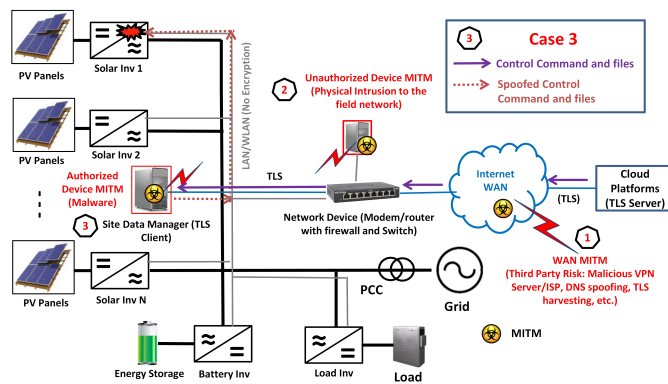 PV Panels
Solar Inv 1
PV Panels
Solar Inv 2
LAN/WLAN (No Encryption)
2
Unauthorized Device MITM
(Physical Intrusion to the
field network)
3
Case 3
Control Command and files
Spoofed Control
Command and files
Authorized
Device MITM
(Malware)
3
Site Data Manager (TLS
Client)
TLS
Network Device (Modem/router
with firewall and Switch)
Internet
WAN
(TLS)
Cloud
Platforms
(TLS Server)
1
WAN MITM
(Third Party Risk: Malicious VPN
Server/ISP, DNS spoofing, TLS
harvesting, etc.)
MITM
PV Panels
Solar Inv N
PCC
Grid
Energy Storage
Battery Inv
Load Inv
Load